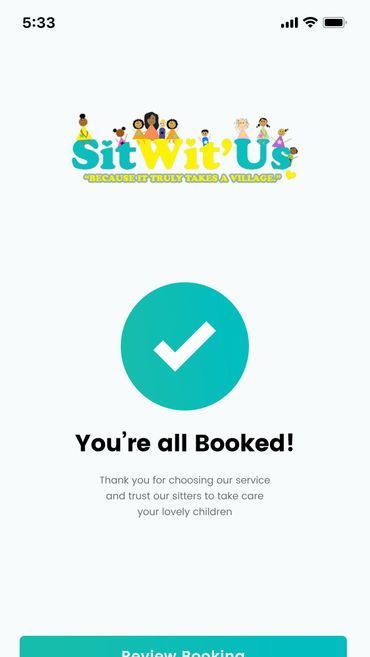 5:33
SitWit'Us
"BECAUSE IT TRULY TAKES A VILLAGE."
You're all Booked!
Thank you for choosing our service
and trust our sitters to take care
your lovely children
Review Booking